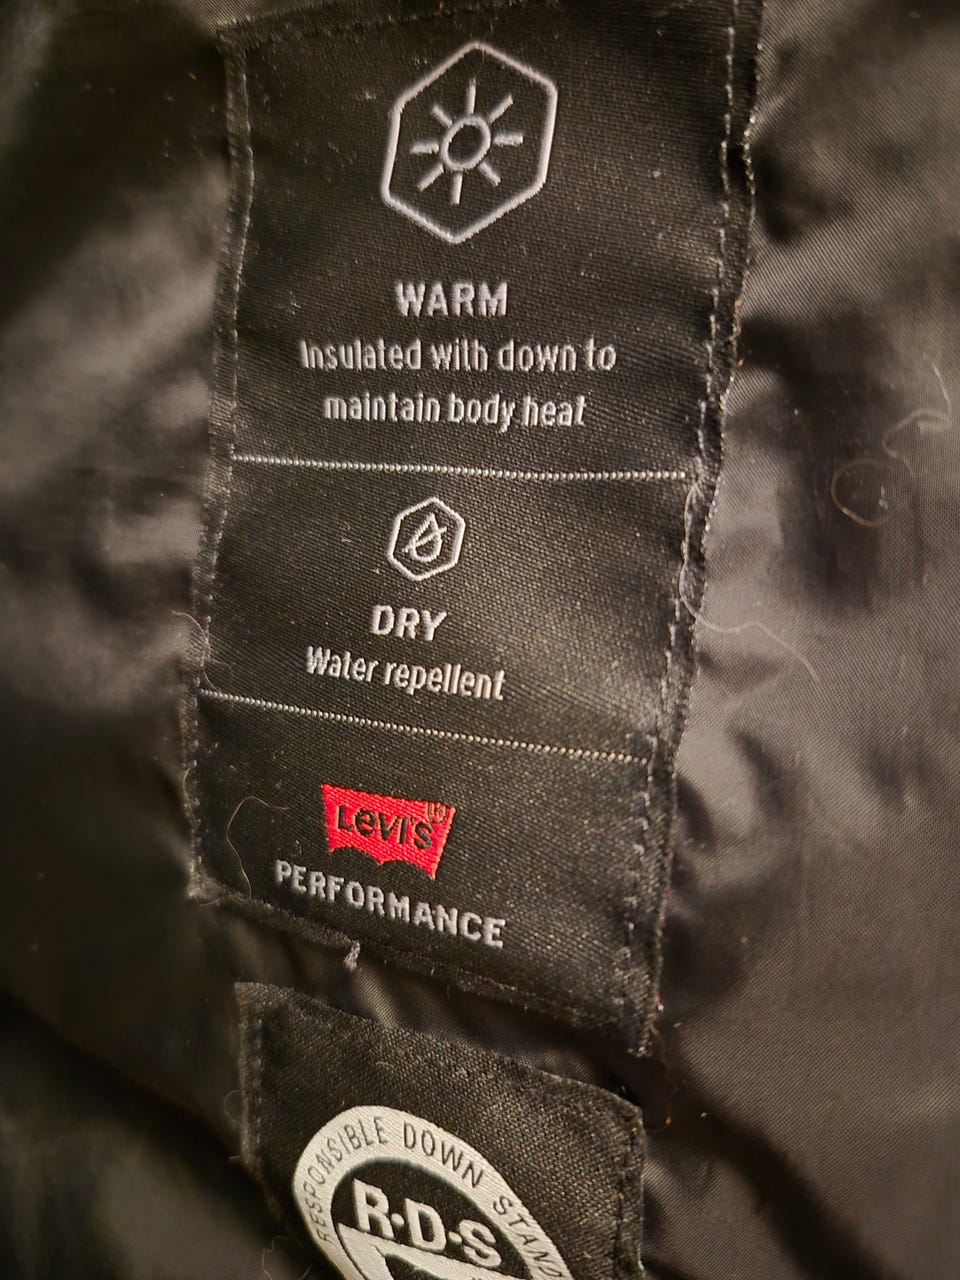 WARM
Insulated with down to
maintain body heat
DRY
Water repellent
Levi's®
PERFORMANCE
RESPONSIBLE DOWN STAND
R·D·S